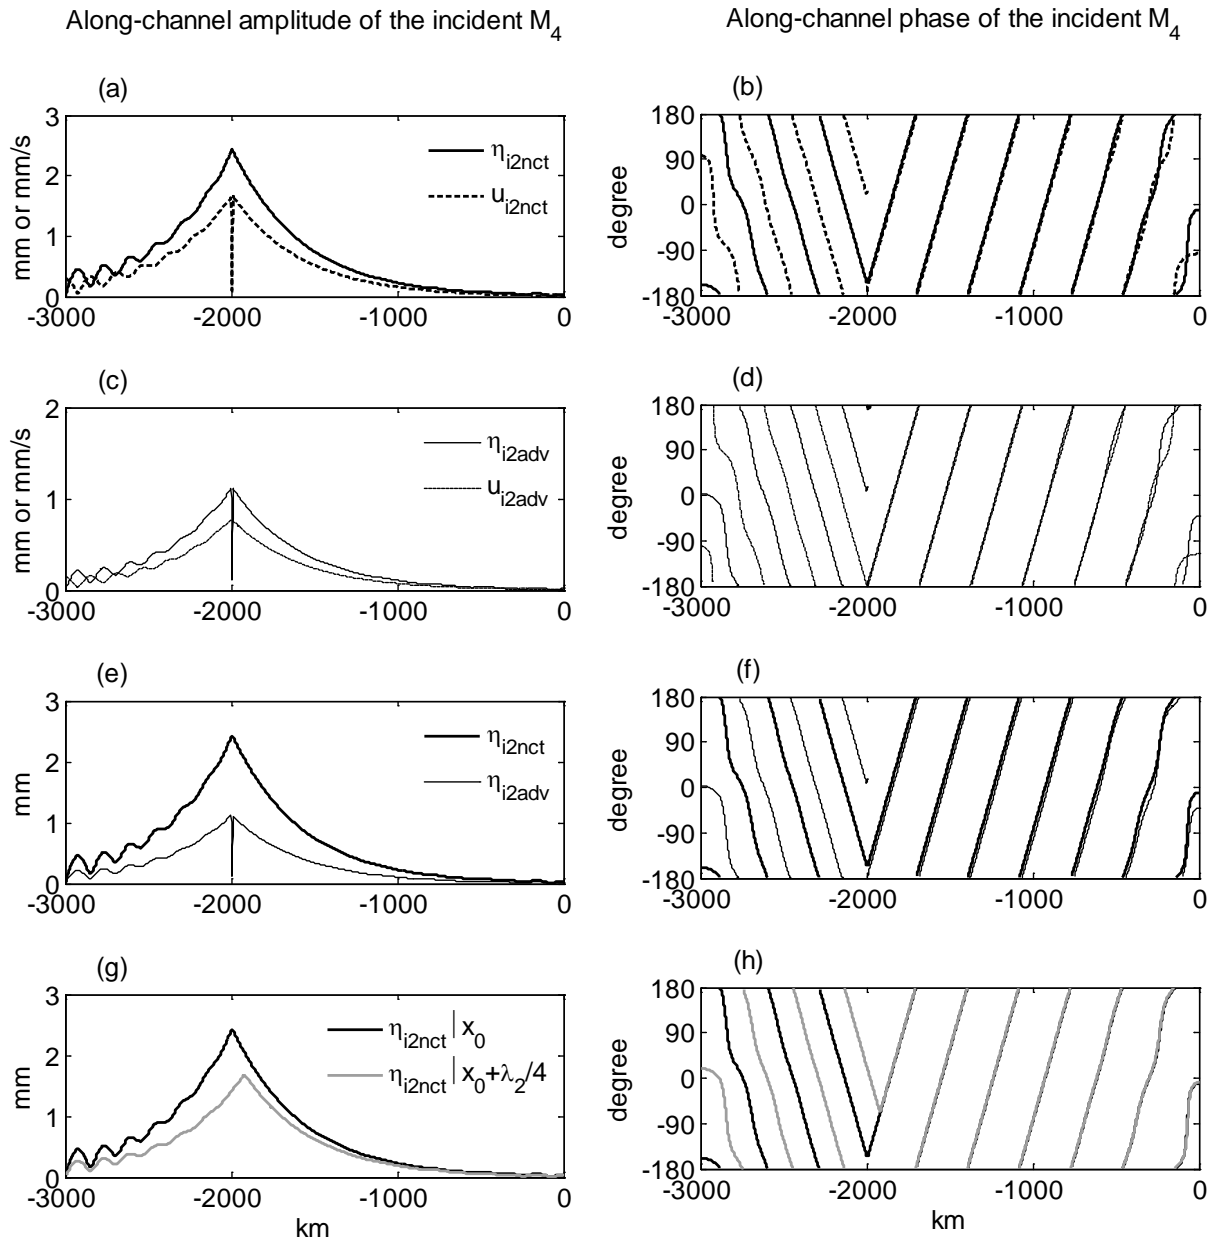 Along-channel amplitude of the incident M4
Along-channel phase of the incident M4
(a)
3
2
1
0
mm or mm/s
ηi2nct
ui2nct
-3000 -2000 -1000 0
(b)
180
90
0
-90
-180
degree
-3000 -2000 -1000 0
(c)
2
1
0
mm or mm/s
ηi2adv
ui2adv
-3000 -2000 -1000 0
(d)
180
90
0
-90
-180
degree
-3000 -2000 -1000 0
(e)
3
2
1
0
mm
ηi2nct
ηi2adv
-3000 -2000 -1000 0
(f)
180
90
0
-90
-180
degree
-3000 -2000 -1000 0
(g)
3
2
1
0
mm
ηi2nct | x0
ηi2nct | x0+λ2/4
-3000 -2000 -1000 0
km
(h)
180
90
0
-90
-180
degree
-3000 -2000 -1000 0
km